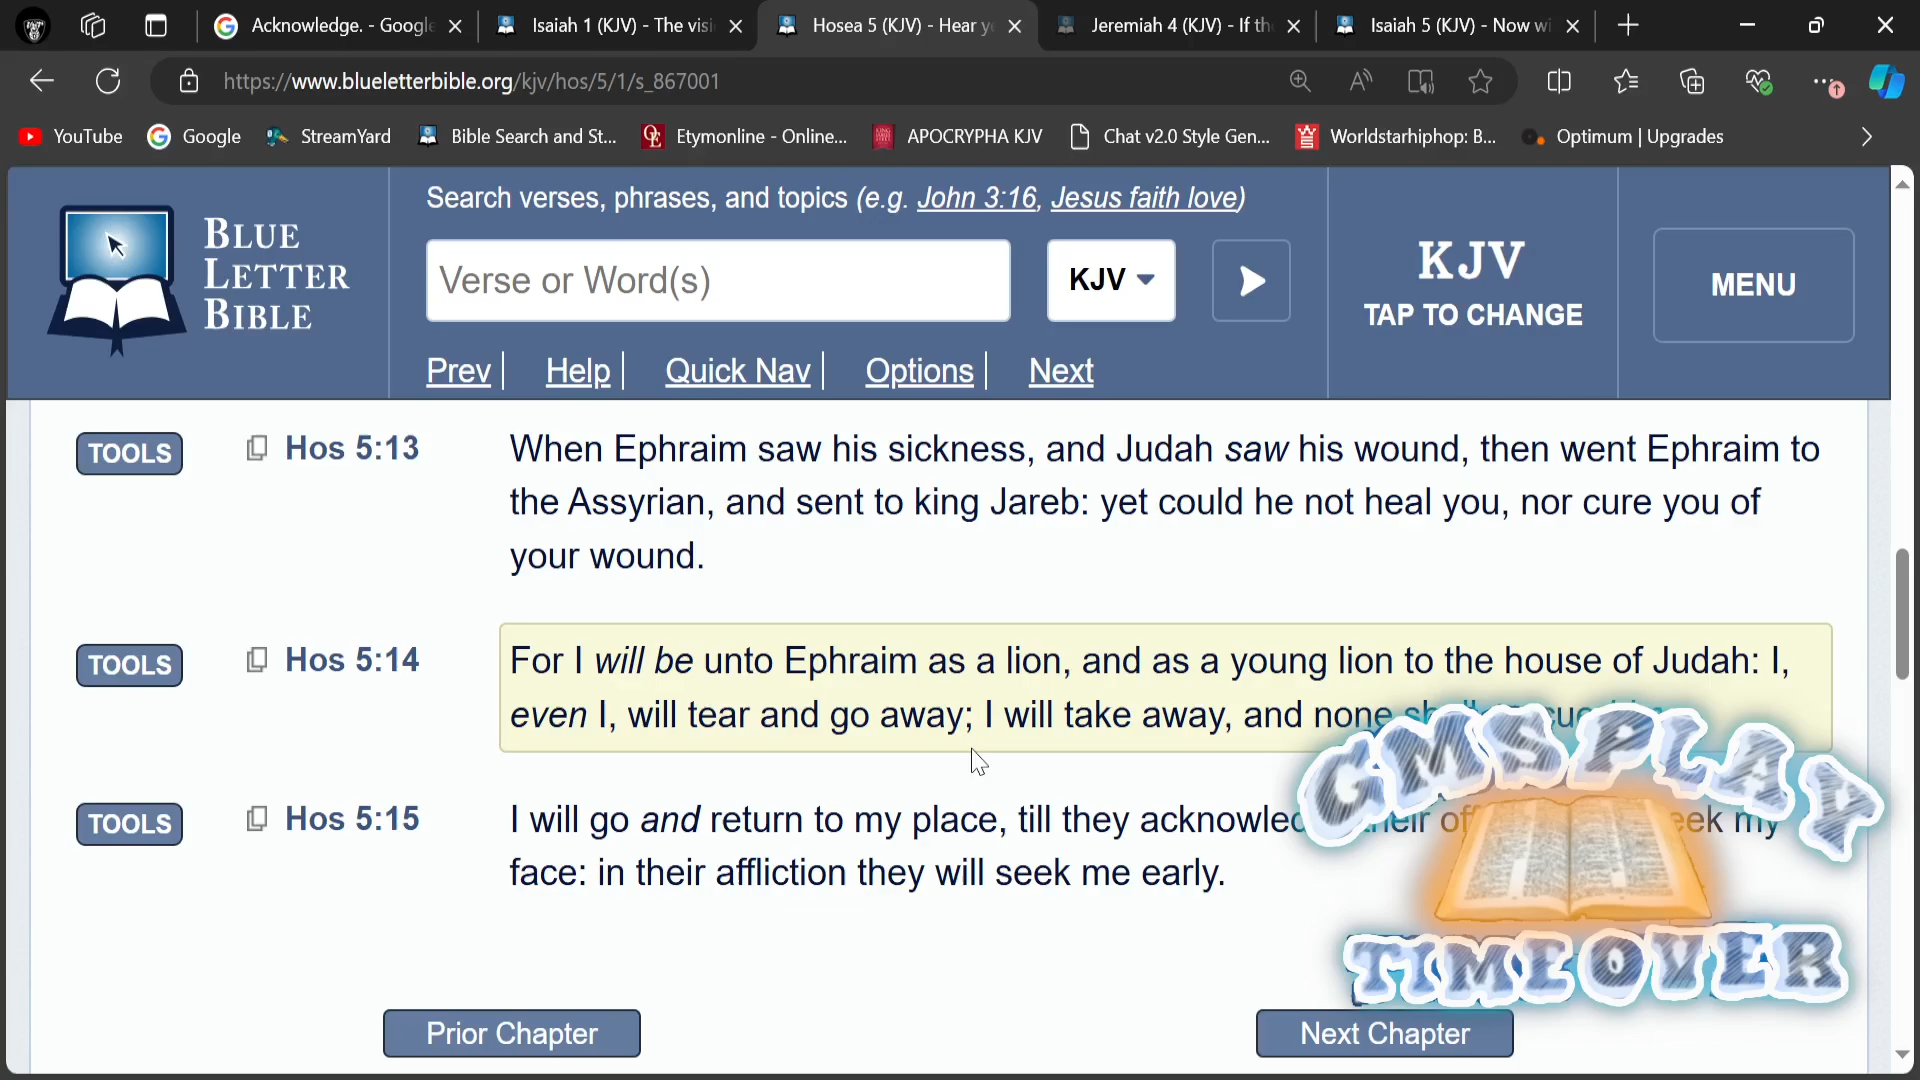 Acknowledge. - Google
Isaiah 1 (KJV) - The visi
Hosea 5 (KJV) - Hear y
Jeremiah 4 (KJV) - If th
Isaiah 5 (KJV) - Now wi
https://www.blueletterbible.org/kjv/hos/5/1/s_867001
YouTube
Google
StreamYard
Bible Search and St...
Etymonline - Online...
APOCRYPHA KJV
Chat v2.0 Style Gen...
Worldstarhiphop: B...
Optimum | Upgrades
BLUE
LETTER
BIBLE
Search verses, phrases, and topics (e.g. John 3:16, Jesus faith love)
Verse or Word(s)
KJV
KJV
TAP TO CHANGE
MENU
Prev
Help
Quick Nav
Options
Next
TOOLS
Hos 5:13
When Ephraim saw his sickness, and Judah saw his wound, then went Ephraim to
the Assyrian, and sent to king Jareb: yet could he not heal you, nor cure you of
your wound.
TOOLS
Hos 5:14
For I will be unto Ephraim as a lion, and as a young lion to the house of Judah: I,
even I, will tear and go away; I will take away, and none
TOOLS
Hos 5:15
I will go and return to my place, till they acknowledge their my
face: in their affliction they will seek me early.
GMSPLAY
TIME OVER
Prior Chapter
Next Chapter